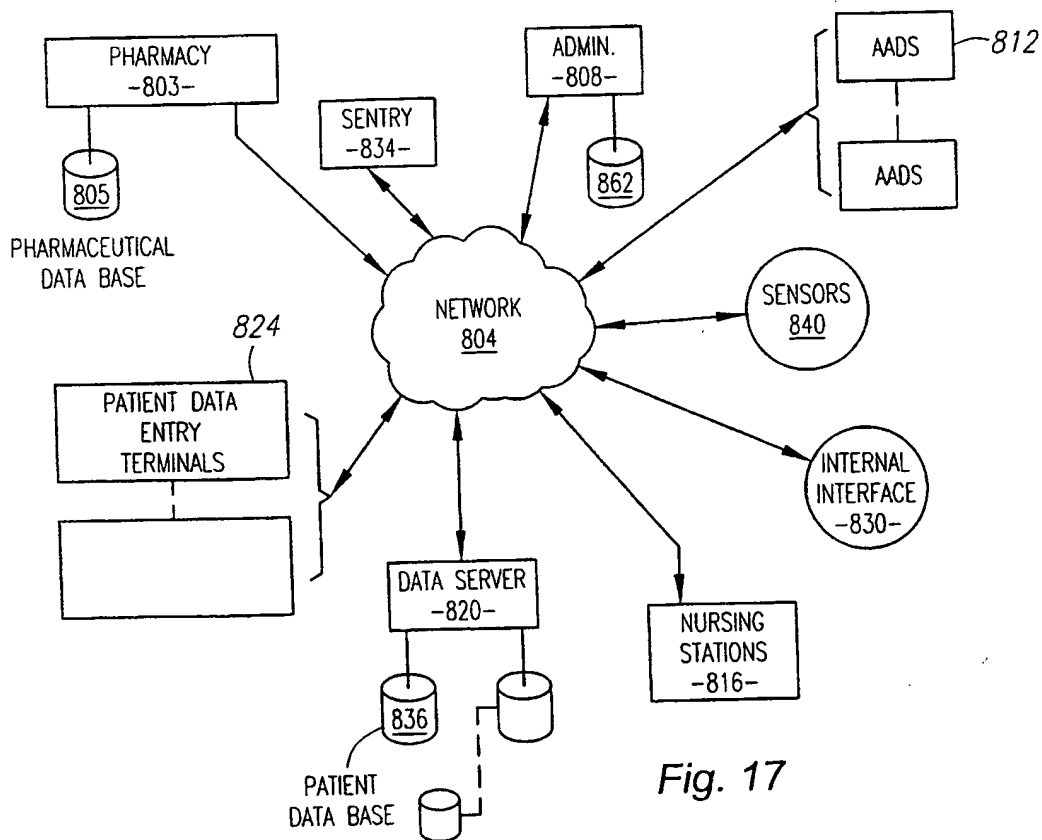 PHARMACY
-803-
805
PHARMACEUTICAL
DATA BASE
SENTRY
-834-
ADMIN.
-808-
862
AADS
812
AADS
NETWORK
804
SENSORS
840
824
PATIENT DATA
ENTRY
TERMINALS
INTERNAL
INTERFACE
-830-
DATA SERVER
-820-
836
PATIENT
DATA BASE
NURSING
STATIONS
-816-
Fig. 17